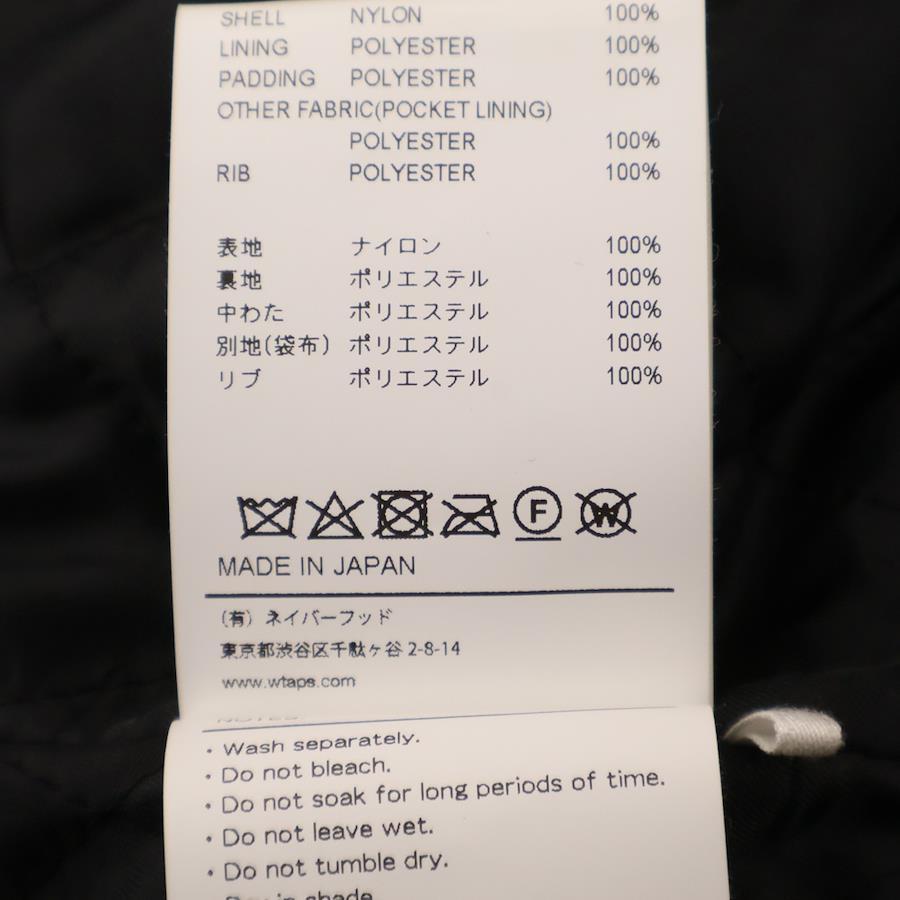 SHELL NYLON 100%
LINING POLYESTER 100%
PADDING POLYESTER 100%
OTHER FABRIC(POCKET LINING)
POLYESTER 100%
RIB POLYESTER 100%
表地 ナイロン 100%
裏地 ポリエステル 100%
中わた ポリエステル 100%
別地(袋布) ポリエステル 100%
リブ ポリエステル 100%
F W
MADE IN JAPAN
(有) ネイバーフッド
東京都渋谷区千駄ヶ谷 2-8-14
www.wtaps.com
• Wash separately.
• Do not bleach.
• Do not soak for long periods of time.
• Do not leave wet.
• Do not tumble dry.
in shade